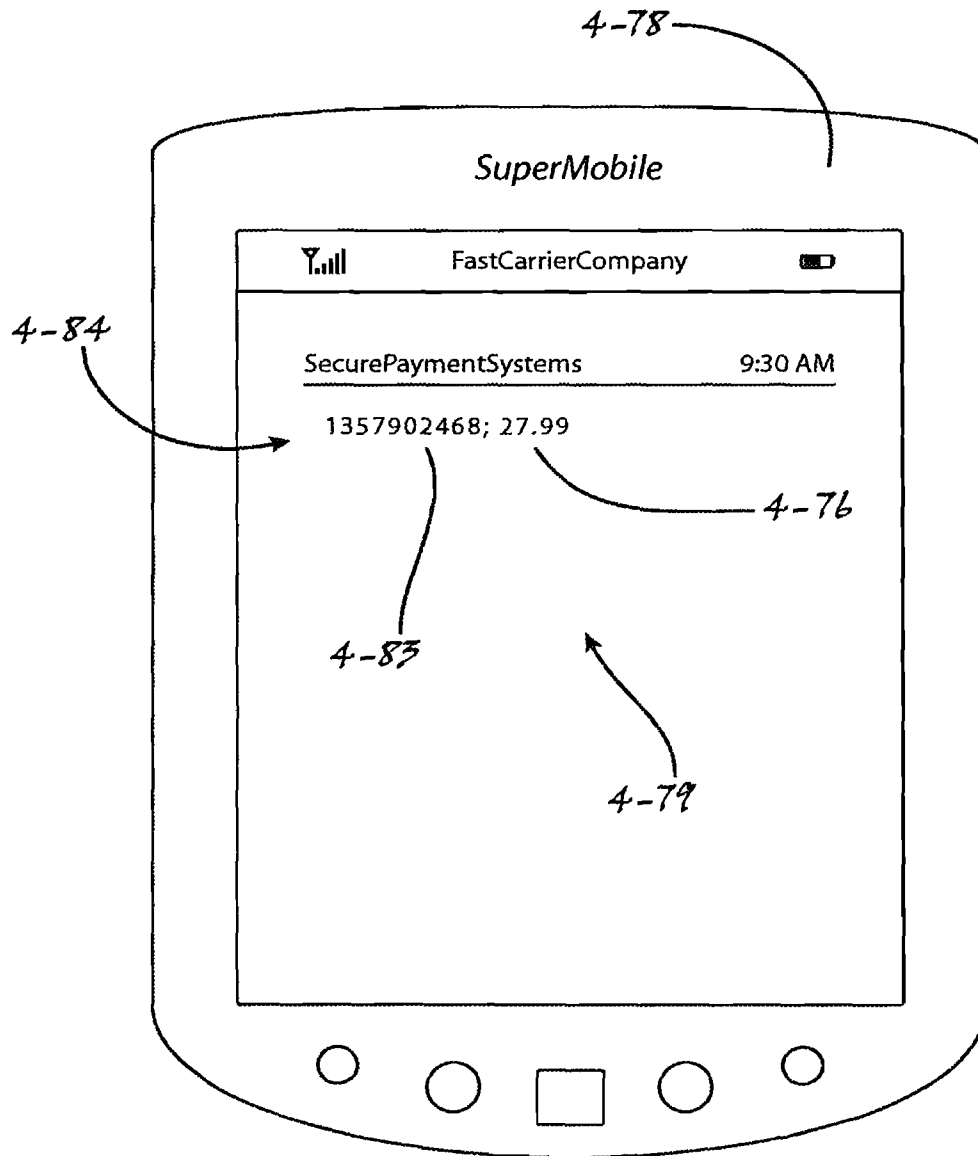 4-78
SuperMobile
FastCarrierCompany
4-84
SecurePaymentSystems 9:30 AM
1357902468; 27.99
4-76
4-83
4-79